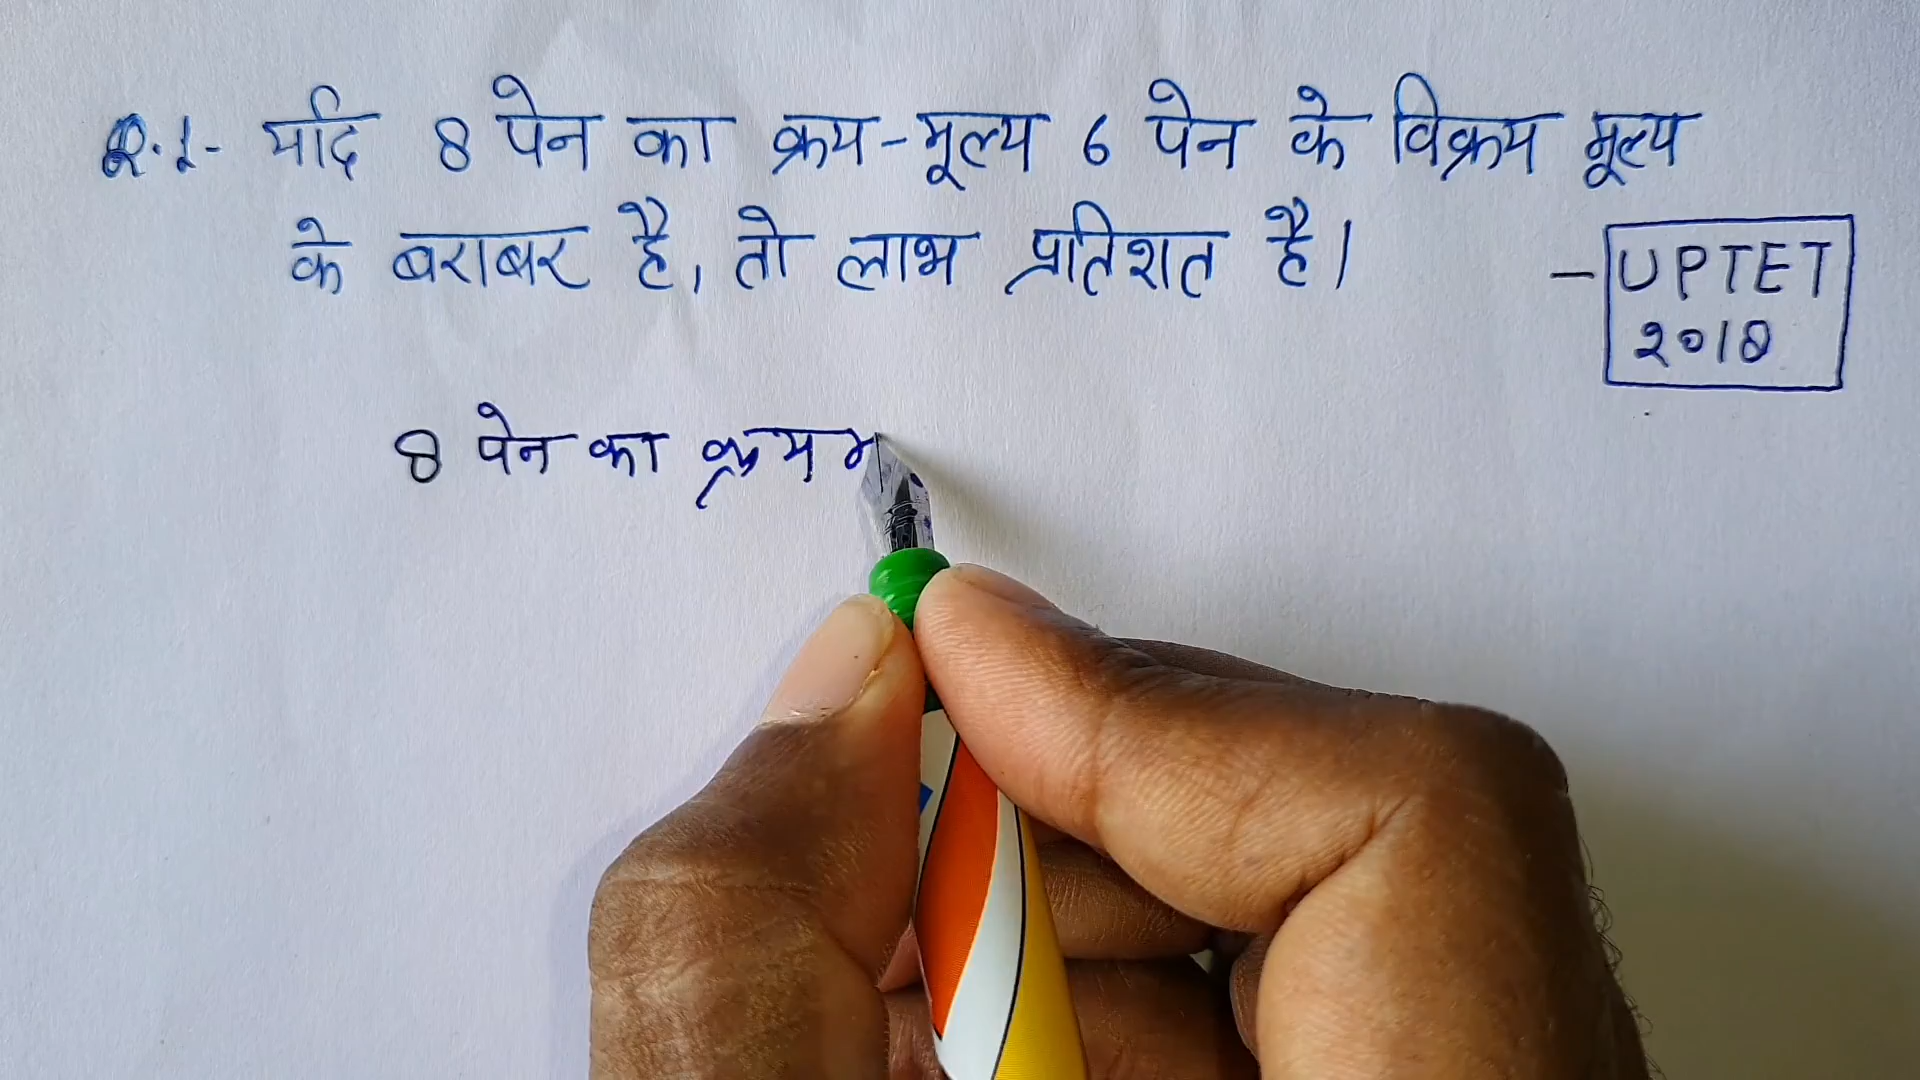 Q.1- यदि 8 पेन का क्रय-मूल्य 6 पेन के विक्रय मूल्य
के बराबर है, तो लाभ प्रतिशत है।
- UPTET
2018
8 पेन का क्रय